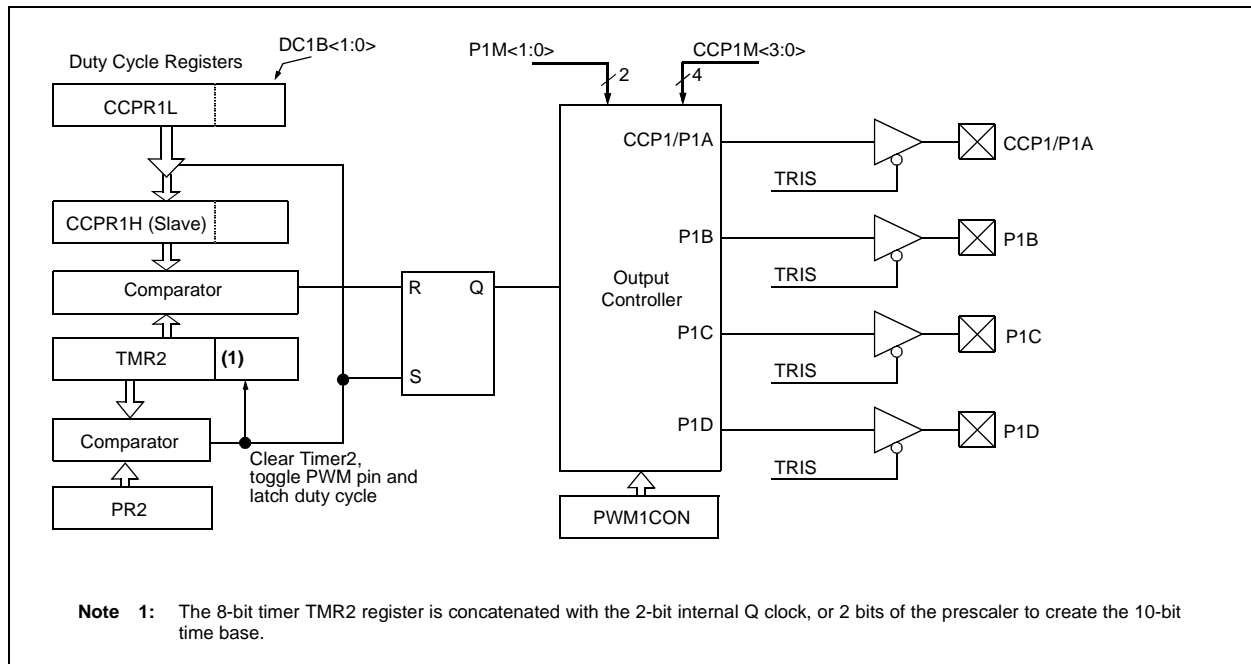 DC1B<1:0>
Duty Cycle Registers
CCPR1L
CCPR1H (Slave)
Comparator
TMR2
(1)
Comparator
PR2
Clear Timer2,
toggle PWM pin and
latch duty cycle
R
Q
S
P1M<1:0>
2
CCP1M<3:0>
4
Output
Controller
CCP1/P1A
P1B
P1C
P1D
PWM1CON
TRIS
CCP1/P1A
TRIS
P1B
TRIS
P1C
TRIS
P1D
Note 1: The 8-bit timer TMR2 register is concatenated with the 2-bit internal Q clock, or 2 bits of the prescaler to create the 10-bit
time base.